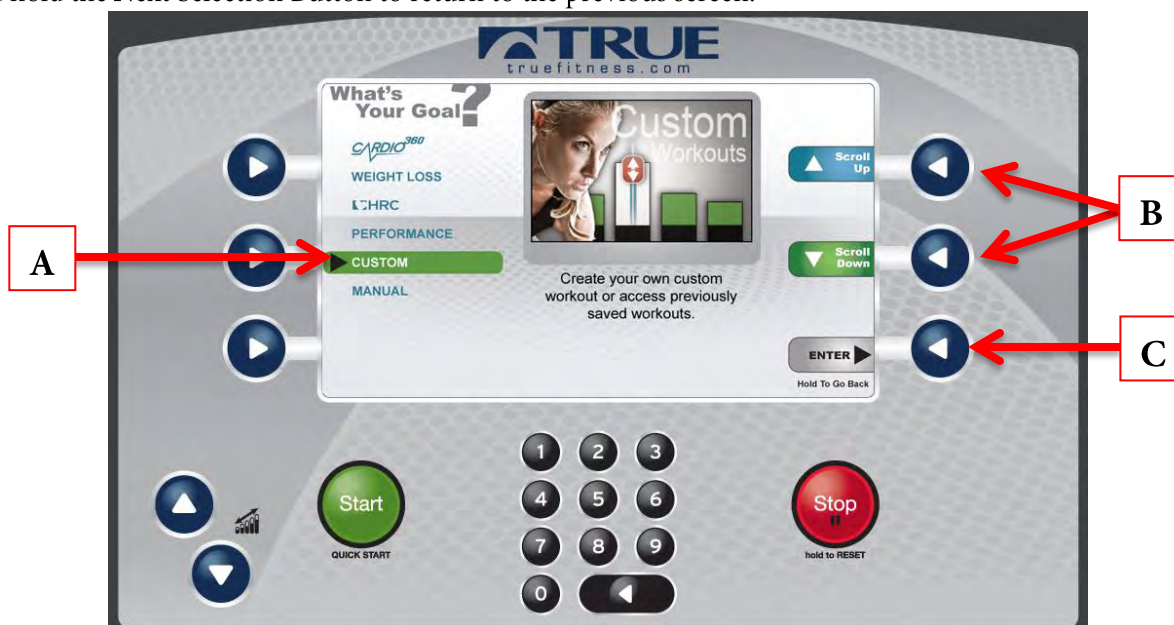 hold the Next Selection Button to return to the previous screen.
TRUE
truefitness.com
What's
Your Goal?
Custom
Workouts
CARDIO360
WEIGHT LOSS
HRC
PERFORMANCE
CUSTOM
MANUAL
Create your own custom
workout or access previously
saved workouts.
Scroll
Up
Scroll
Down
ENTER
Hold To Go Back
A
B
C
Start
QUICK START
1 2 3
4 5 6
7 8 9
0
Stop
hold to RESET